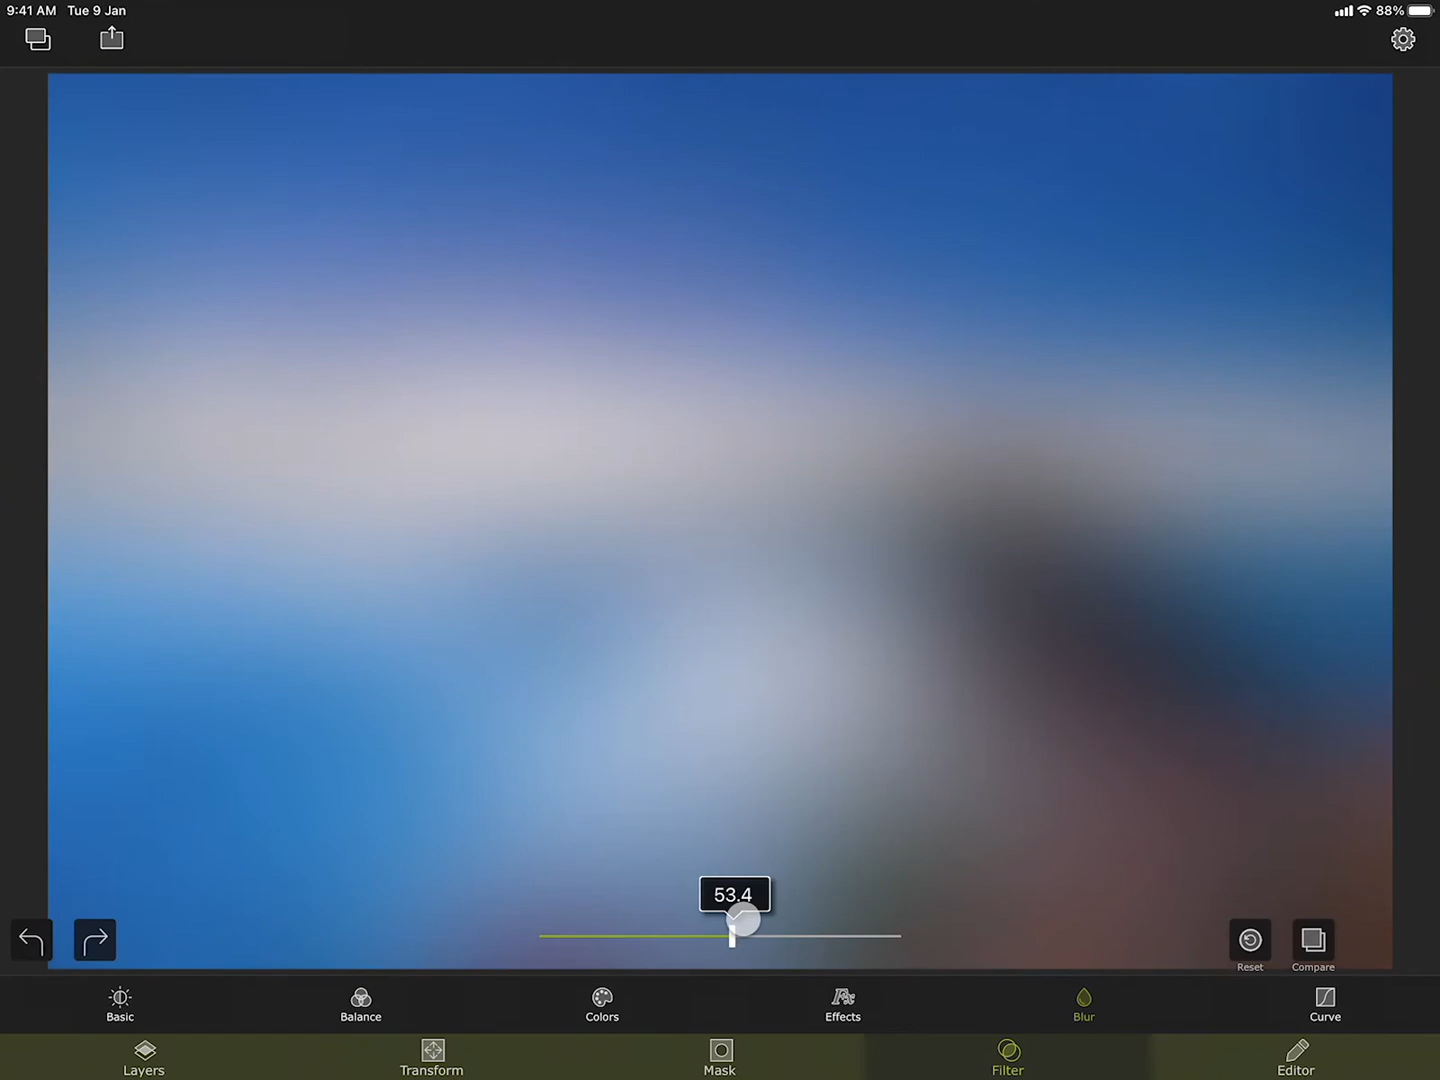 9:41 AM Tue 9 Jan
88%
53.4
Reset
Compare
Basic
Balance
Colors
Effects
Blur
Curve
Layers
Transform
Mask
Filter
Editor